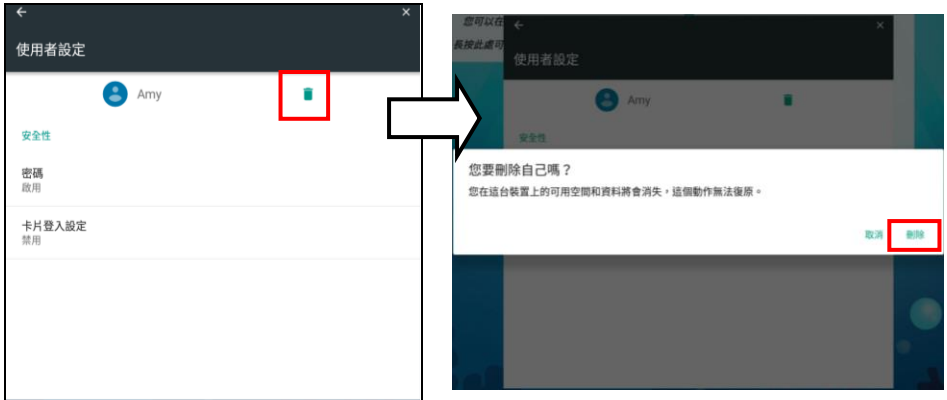 使用者設定
Amy
安全性
密碼
啟用
卡片登入設定
禁用
您可以在
長按此處可
使用者設定
Amy
安全性
您要刪除自己嗎？
您在這台裝置上的可用空間和資料將會消失，這個動作無法復原。
取消 刪除